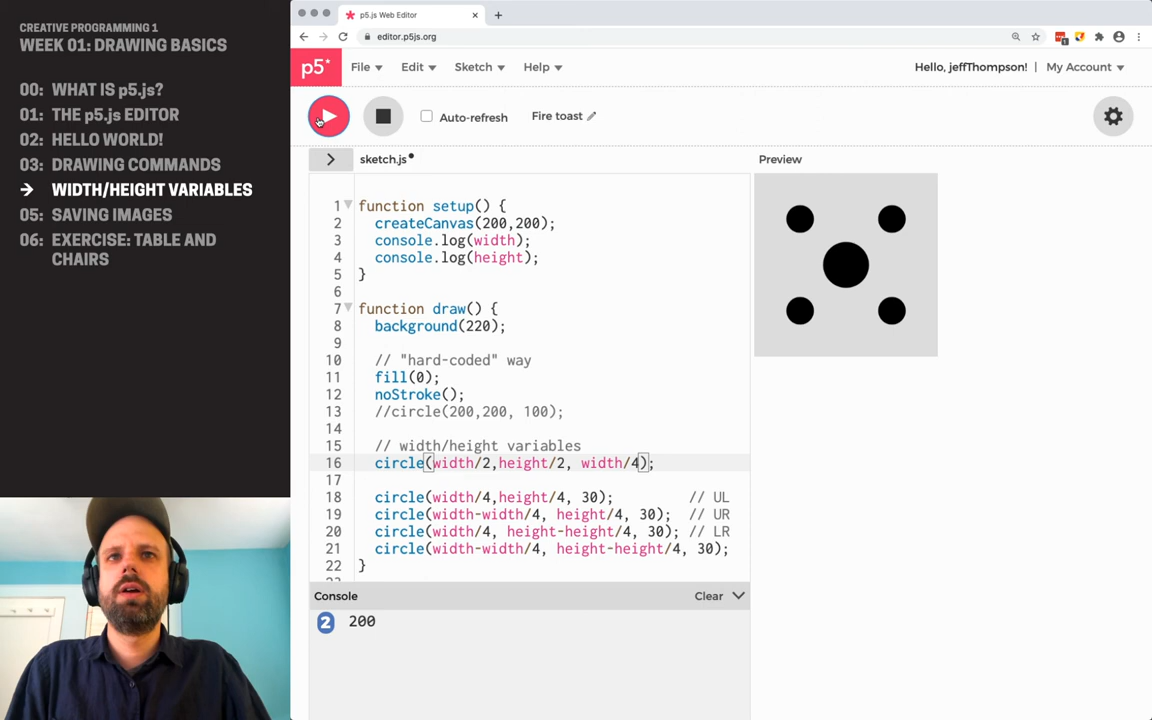 CREATIVE PROGRAMMING 1
WEEK 01: DRAWING BASICS
00: WHAT IS p5.js?
01: THE p5.js EDITOR
02: HELLO WORLD!
03: DRAWING COMMANDS
→ WIDTH/HEIGHT VARIABLES
05: SAVING IMAGES
06: EXERCISE: TABLE AND
CHAIRS
p5.js Web Editor
editor.p5js.org
p5* File Edit Sketch Help Hello, jeffThompson! My Account
Auto-refresh Fire toast
sketch.js
Preview
1 function setup() {
2 createCanvas(200,200);
3 console.log(width);
4 console.log(height);
5 }
6
7 function draw() {
8 background(220);
9
10 // "hard-coded" way
11 fill(0);
12 noStroke();
13 //circle(200,200, 100);
14
15 // width/height variables
16 circle(width/2,height/2, width/4);
17
18 circle(width/4,height/4, 30); // UL
19 circle(width-width/4, height/4, 30); // UR
20 circle(width/4, height-height/4, 30); // LR
21 circle(width-width/4, height-height/4, 30);
22 }
Console Clear
2 200